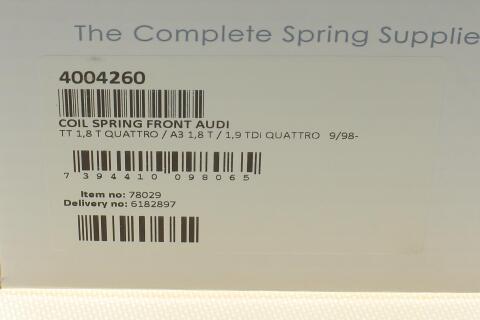 The Complete Spring Supplie
4004260
COIL SPRING FRONT AUDI
TT 1,8 T QUATTRO / A3 1,8 T / 1,9 TDI QUATTRO 9/98-
7 394410 098065
Item no: 78029
Delivery no: 6182897